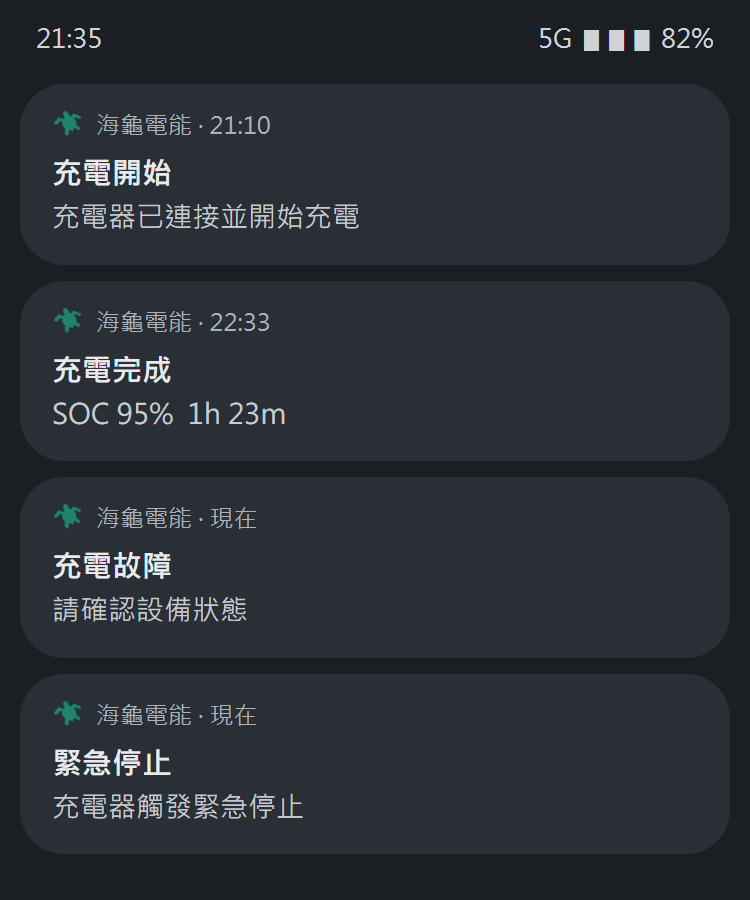 21:35 5G 82%
海龜電能 · 21:10
充電開始
充電器已連接並開始充電
海龜電能 · 22:33
充電完成
SOC 95% 1h 23m
海龜電能 · 現在
充電故障
請確認設備狀態
海龜電能 · 現在
緊急停止
充電器觸發緊急停止